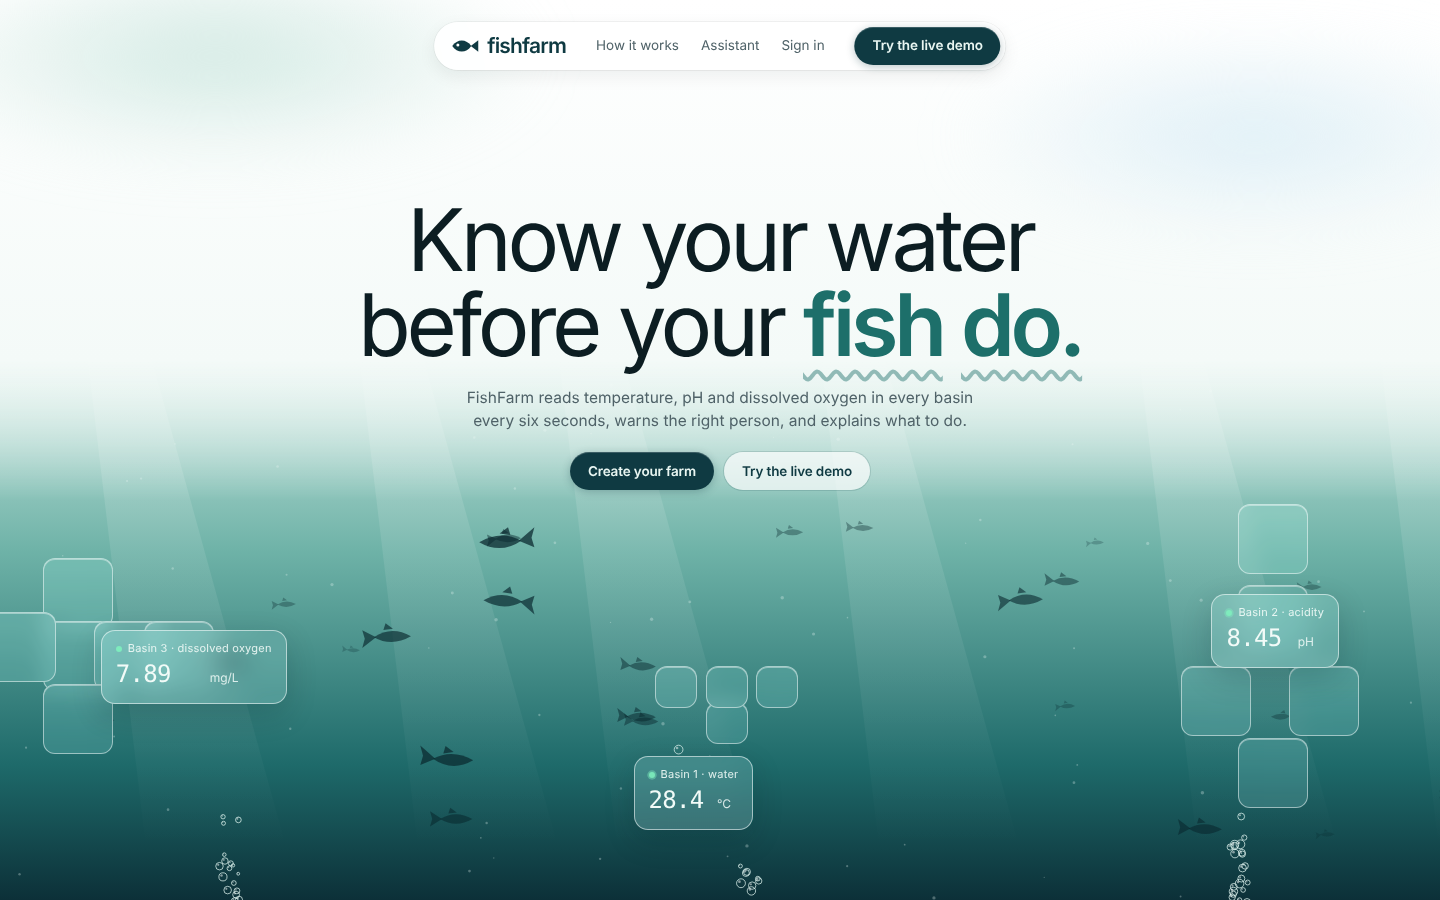 fishfarm
How it works
Assistant
Sign in
Try the live demo
Know your water
before your fish do.
FishFarm reads temperature, pH and dissolved oxygen in every basin
every six seconds, warns the right person, and explains what to do.
Create your farm
Try the live demo
Basin 2 · acidity
8.45 pH
Basin 3 · dissolved oxygen
7.89 mg/L
Basin 1 · water
28.4 °C